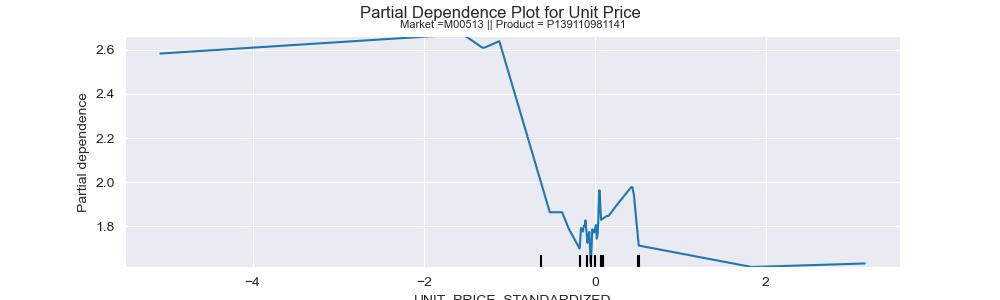 Partial Dependence Plot for Unit Price
Market =M00513 || Product = P139110981141
2.6
2.4
2.2
2.0
1.8
Partial dependence
−4
−2
0
2
UNIT_PRICE_STANDARDIZED